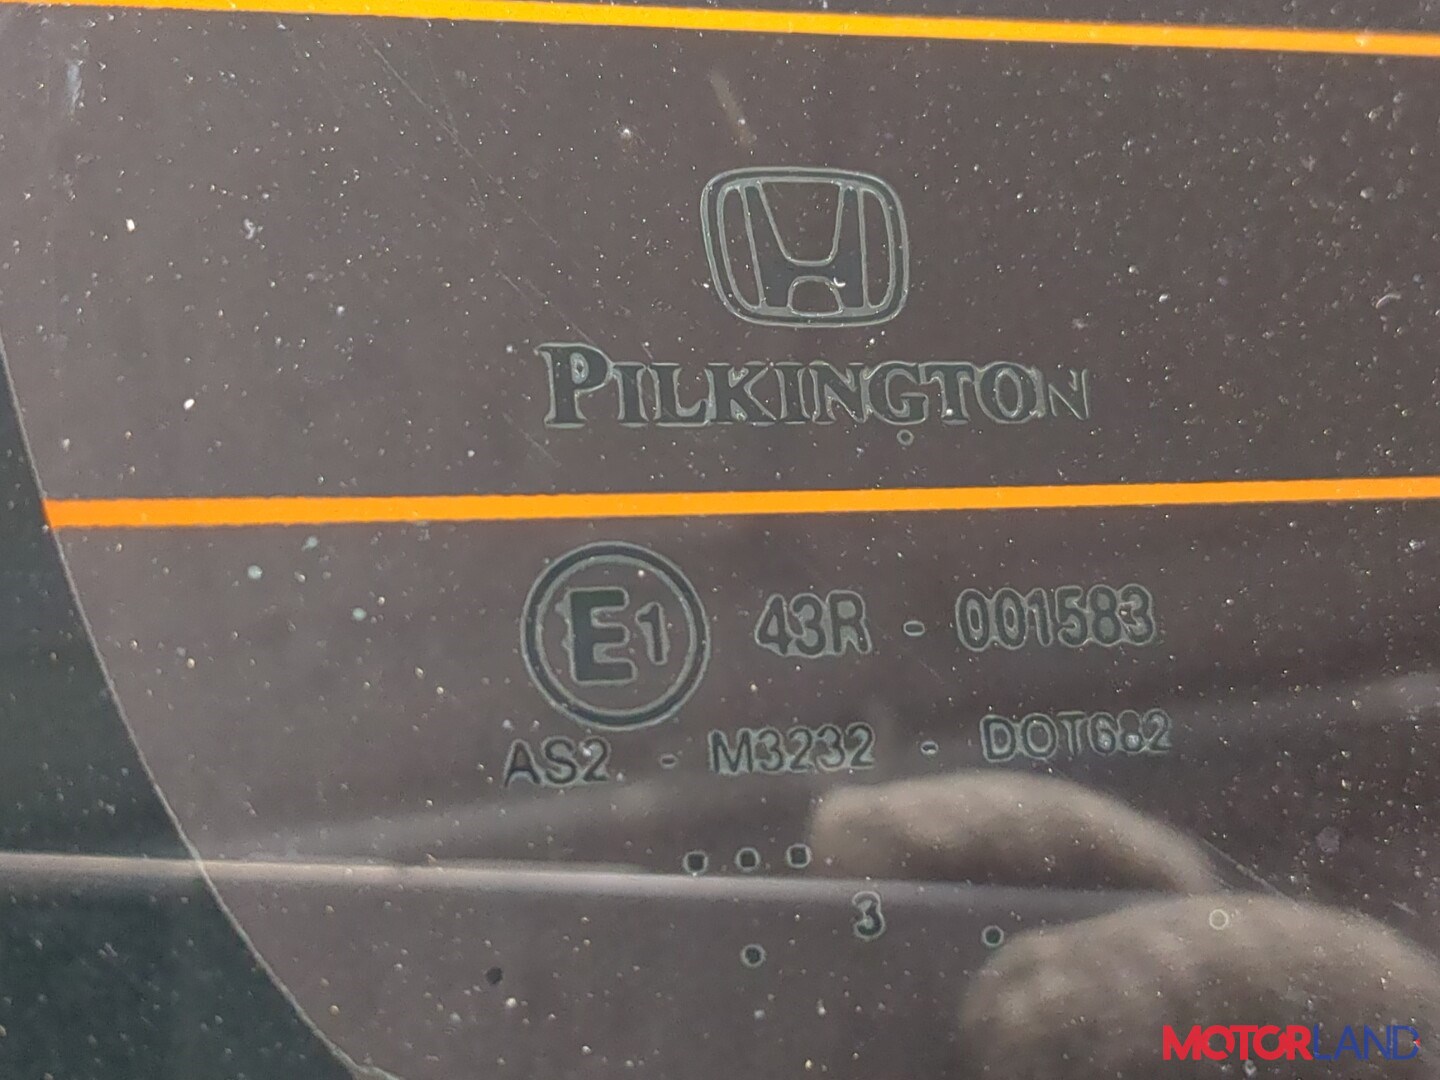 PILKINGTON
E1 43R - 001583
AS2 - M3232 - DOT682
3
MOTORLAND